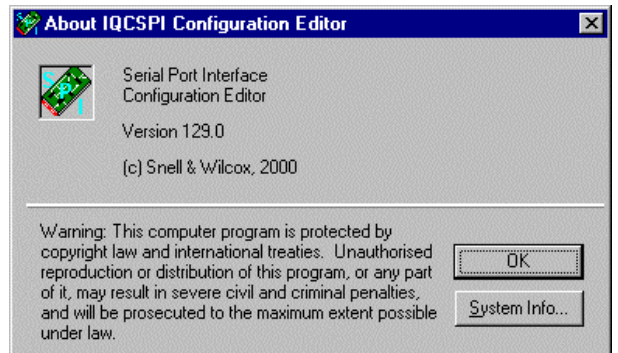 About IQCSPI Configuration Editor
S P I
Serial Port Interface
Configuration Editor
Version 129.0
(c) Snell & Wilcox, 2000
Warning: This computer program is protected by
copyright law and international treaties. Unauthorised
reproduction or distribution of this program, or any part
of it, may result in severe civil and criminal penalties,
and will be prosecuted to the maximum extent possible
under law.
OK
System Info...